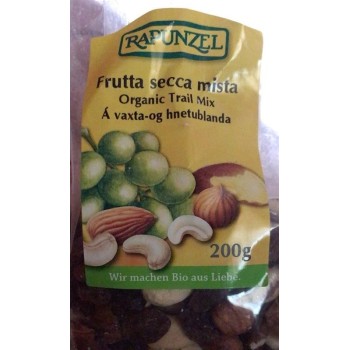 RAPUNZEL
Frutta secca mista
Organic Trail Mix
Á vaxta-og hnetublanda
200g
Wir machen Bio aus Liebe.